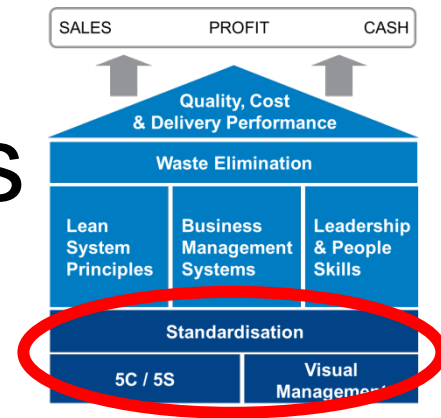 SALES PROFIT CASH
Quality, Cost
& Delivery Performance
s
Waste Elimination
Lean
System
Principles
Business
Management
Systems
Leadership
& People
Skills
Standardisation
5C / 5S
Visual
Management